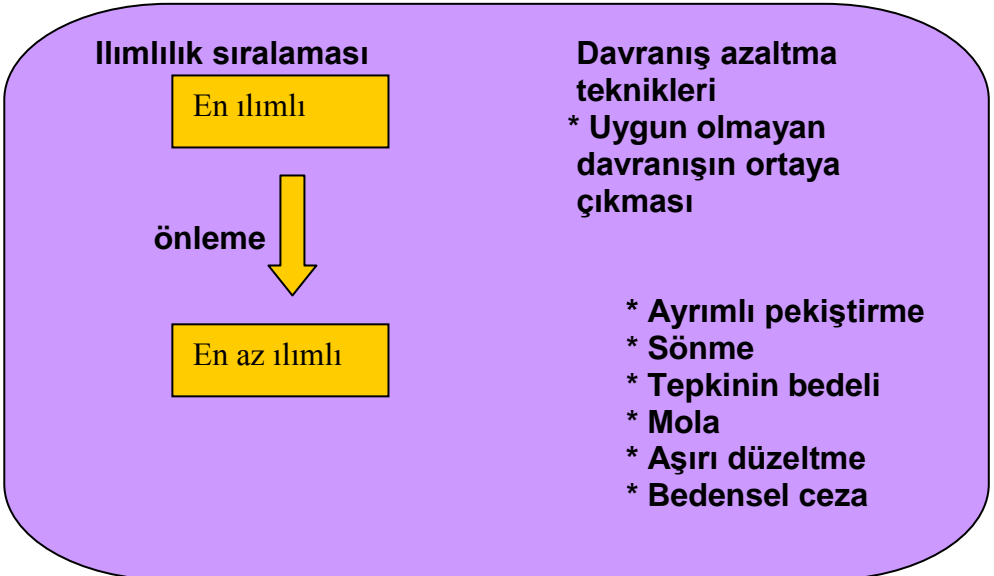 Ilımlılık sıralaması
En ılımlı
önleme
En az ılımlı
Davranış azaltma
teknikleri
* Uygun olmayan
davranışın ortaya
çıkması
* Ayrımlı pekiştirme
* Sönme
* Tepkinin bedeli
* Mola
* Aşırı düzeltme
* Bedensel ceza